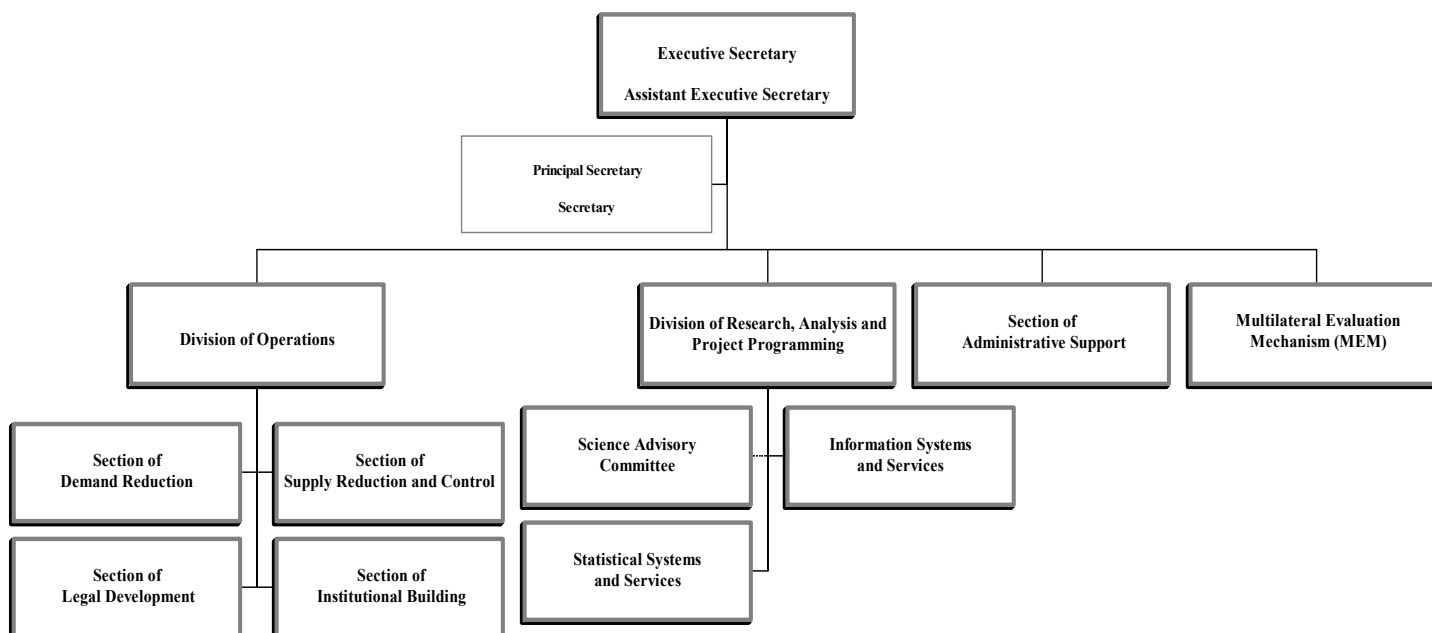 Executive Secretary
Assistant Executive Secretary
Principal Secretary
Secretary
Division of Operations
Division of Research, Analysis and
Project Programming
Section of
Administrative Support
Multilateral Evaluation
Mechanism (MEM)
Section of
Demand Reduction
Section of
Supply Reduction and Control
Science Advisory
Committee
Information Systems
and Services
Section of
Legal Development
Section of
Institutional Building
Statistical Systems
and Services